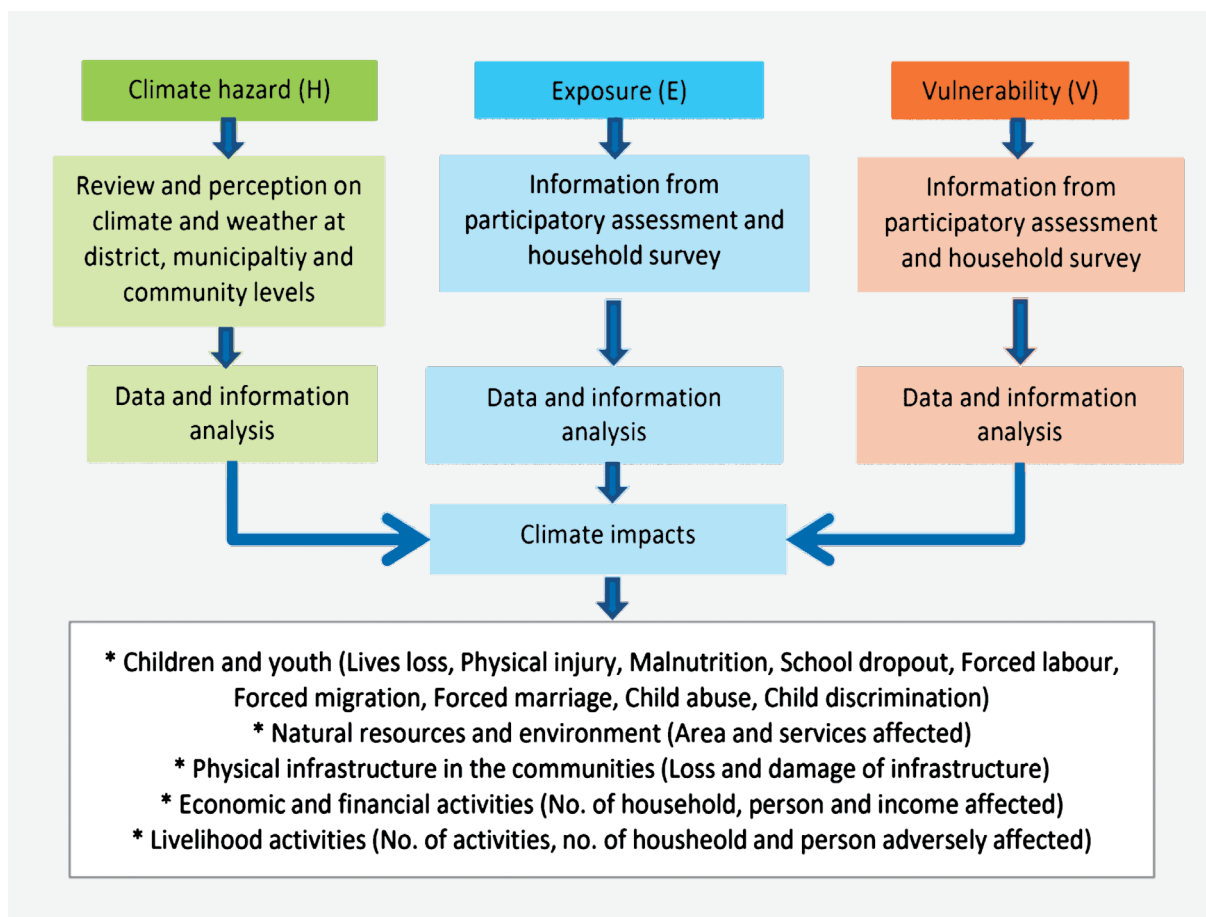 Climate hazard (H)
Exposure (E)
Vulnerability (V)
Review and perception on
climate and weather at
district, municipaltiy and
community levels
Information from
participatory assessment and
household survey
Information from
participatory assessment
and household survey
Data and information
analysis
Data and information
analysis
Data and information
analysis
Climate impacts
* Children and youth (Lives loss, Physical injury, Malnutrition, School dropout, Forced labour,
Forced migration, Forced marriage, Child abuse, Child discrimination)
* Natural resources and environment (Area and services affected)
* Physical infrastructure in the communities (Loss and damage of infrastructure)
* Economic and financial activities (No. of household, person and income affected)
* Livelihood activities (No. of activities, no. of housheold and person adversely affected)